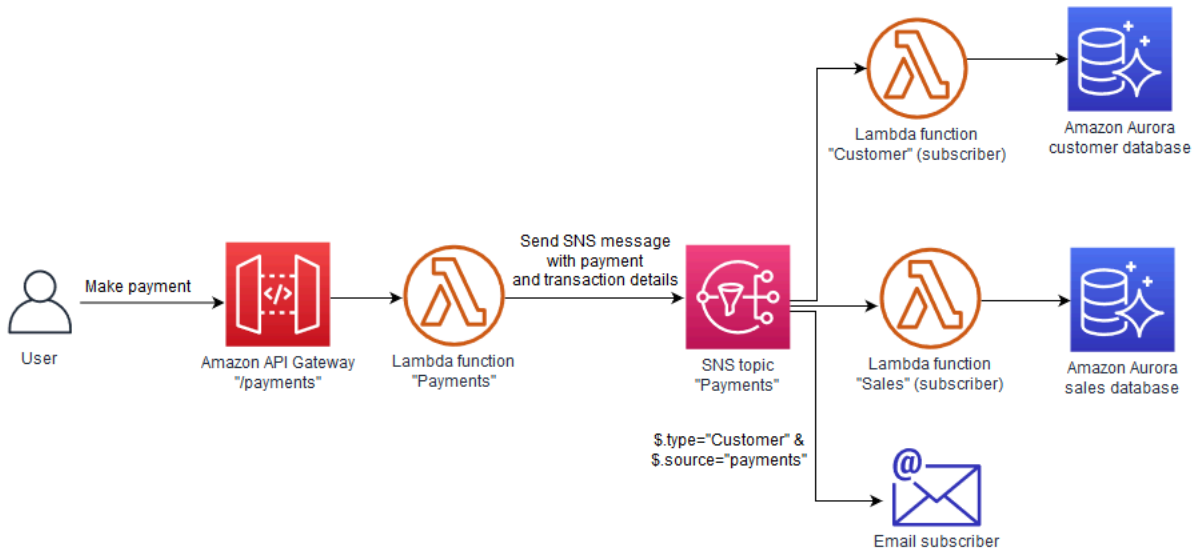 Make payment
User
Amazon API Gateway
"/payments"
Lambda function
"Payments"
Send SNS message
with payment
and transaction details
SNS topic
"Payments"
Lambda function
"Customer" (subscriber)
Amazon Aurora
customer database
Lambda function
"Sales" (subscriber)
Amazon Aurora
sales database
$.type="Customer" &
$.source="payments"
@
Email subscriber